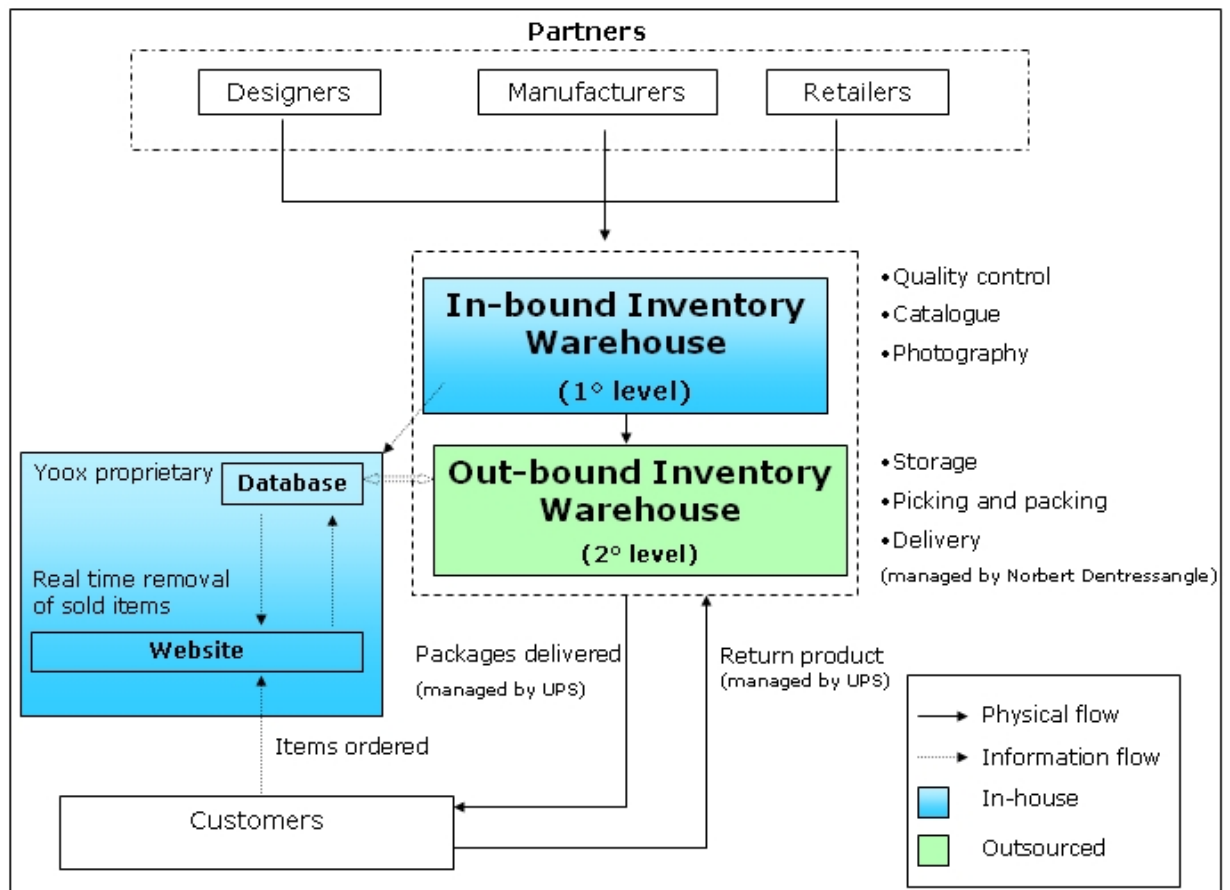 Partners
Designers
Manufacturers
Retailers
In-bound Inventory
Warehouse
(1° level)
•Quality control
•Catalogue
•Photography
Yoox proprietary
Database
Out-bound Inventory
Warehouse
(2° level)
•Storage
•Picking and packing
•Delivery
(managed by Norbert Dentressangle)
Real time removal
of sold items
Website
Packages delivered
(managed by UPS)
Return product
(managed by UPS)
Items ordered
Customers
Physical flow
Information flow
In-house
Outsourced